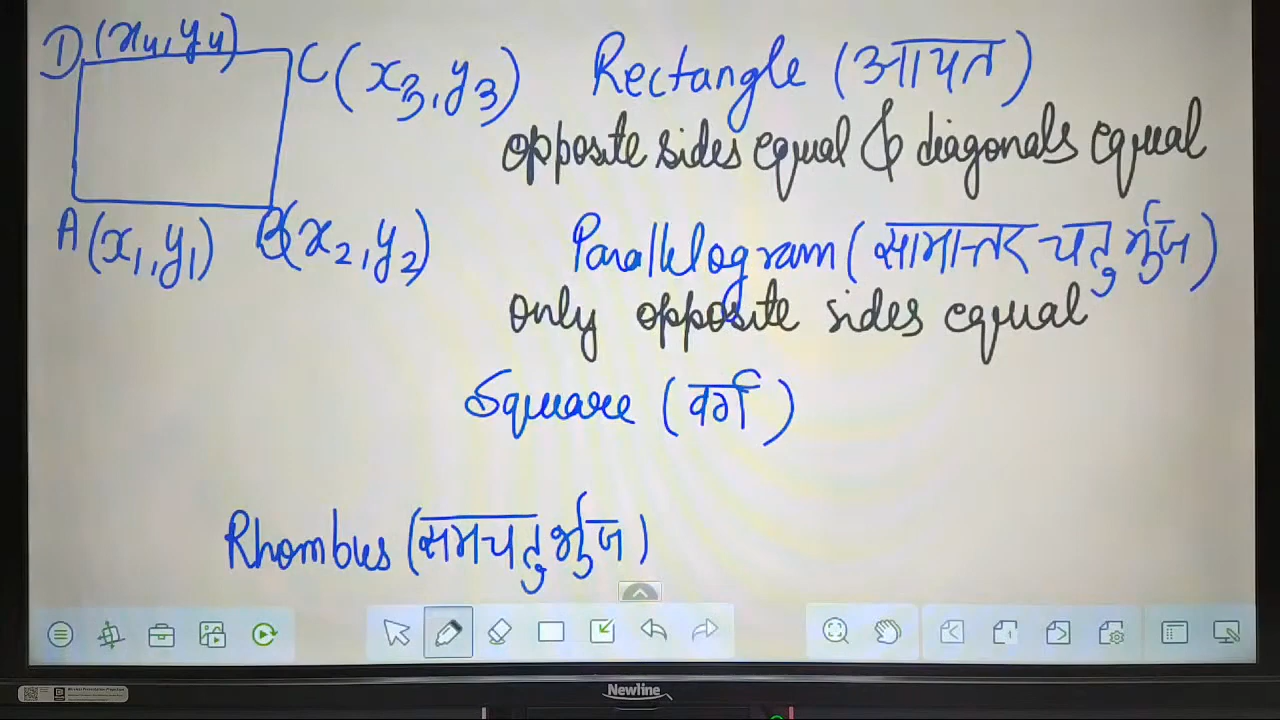 D (x4, y4)
C (x3, y3)
Rectangle (आयत)
opposite sides equal & diagonals equal
A (x1, y1) B (x2, y2)
Parallelogram (सामान्तर चतुर्भुज)
only opposite sides equal
Square (वर्ग)
Rhombus (समचतुर्भुज)
Newline